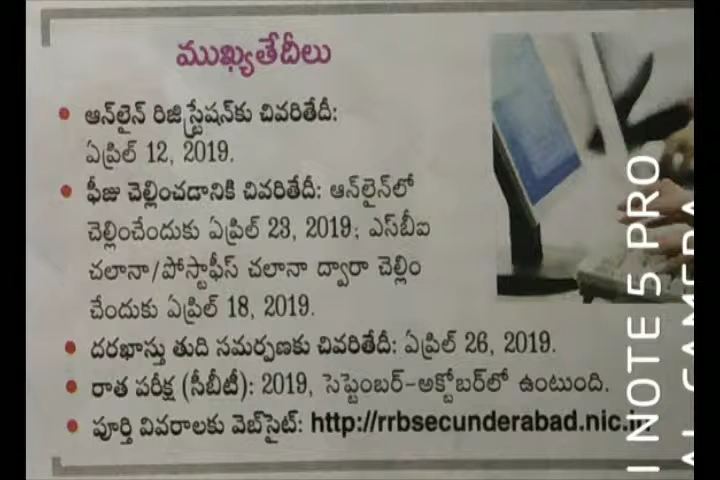 ముఖ్యతేదీలు
• ఆన్‌లైన్ రిజిస్ట్రేషన్‌కు చివరితేదీ:
ఏప్రిల్ 12, 2019.
• ఫీజు చెల్లించడానికి చివరితేదీ: ఆన్‌లైన్‌లో
చెల్లించేందుకు ఏప్రిల్ 23, 2019; ఎస్‌బీఐ
చలానా/పోస్టాఫీస్ చలానా ద్వారా చెల్లిం
చేందుకు ఏప్రిల్ 18, 2019.
• దరఖాస్తు తుది సమర్పణకు చివరితేదీ: ఏప్రిల్ 26, 2019.
• రాత పరీక్ష (సీబీటీ): 2019, సెప్టెంబర్-అక్టోబర్‌లో ఉంటుంది.
• పూర్తి వివరాలకు వెబ్‌సైట్: http://rrbsecunderabad.nic.in
I NOTE 5 PRO
AI CAMERA